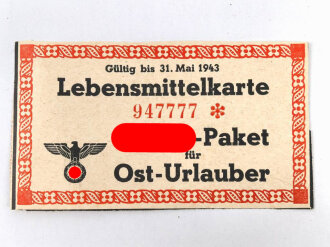 Gültig bis 31. Mai 1943
Lebensmittelkarte
947777 *
-Paket
für
Ost-Urlauber